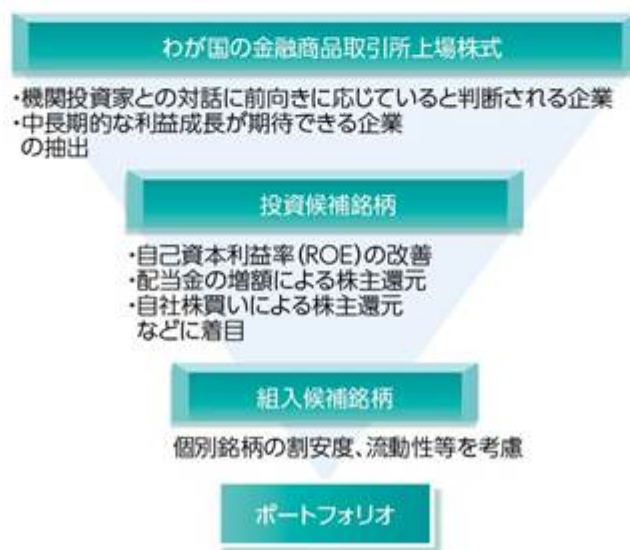 わが国の金融商品取引所上場株式
・機関投資家との対話に前向きに応じていると判断される企業
・中長期的な利益成長が期待できる企業
の抽出
投資候補銘柄
・自己資本利益率(ROE)の改善
・配当金の増額による株主還元
・自社株買いによる株主還元
などに着目
組入候補銘柄
個別銘柄の割安度、流動性等を考慮
ポートフォリオ